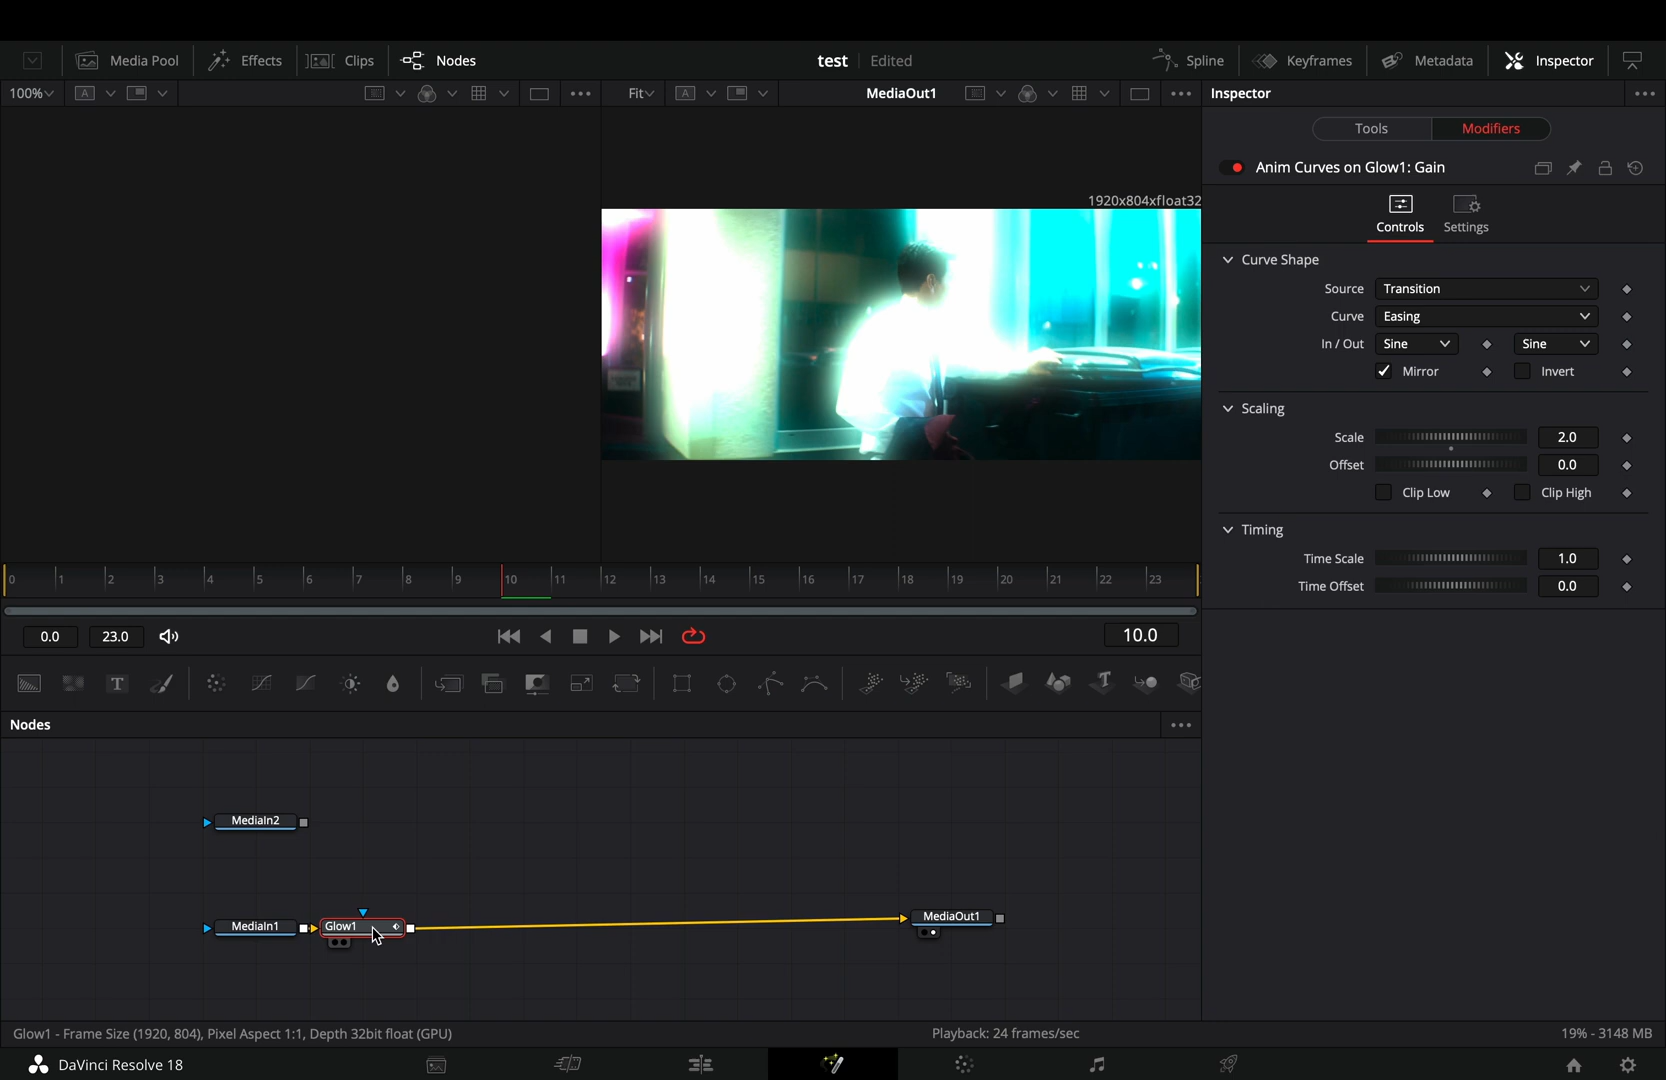 Media Pool Effects Clips Nodes test Edited Spline Keyframes Metadata Inspector
100% A Fit A MediaOut1 Inspector
Tools Modifiers
Anim Curves on Glow1: Gain
1920x804xfloat32
Controls Settings
Curve Shape
Source Transition
Curve Easing
In / Out Sine Sine
Mirror Invert
Scaling
Scale 2.0
Offset 0.0
Clip Low Clip High
Timing
Time Scale 1.0
Time Offset 0.0
0 1 2 3 4 5 6 7 8 9 10 11 12 13 14 15 16 17 18 19 20 21 22 23
0.0 23.0 10.0
T T
Nodes
MediaIn2
MediaIn1 Glow1 MediaOut1
Glow1 - Frame Size (1920, 804), Pixel Aspect 1:1, Depth 32bit float (GPU) Playback: 24 frames/sec 19% - 3148 MB
DaVinci Resolve 18